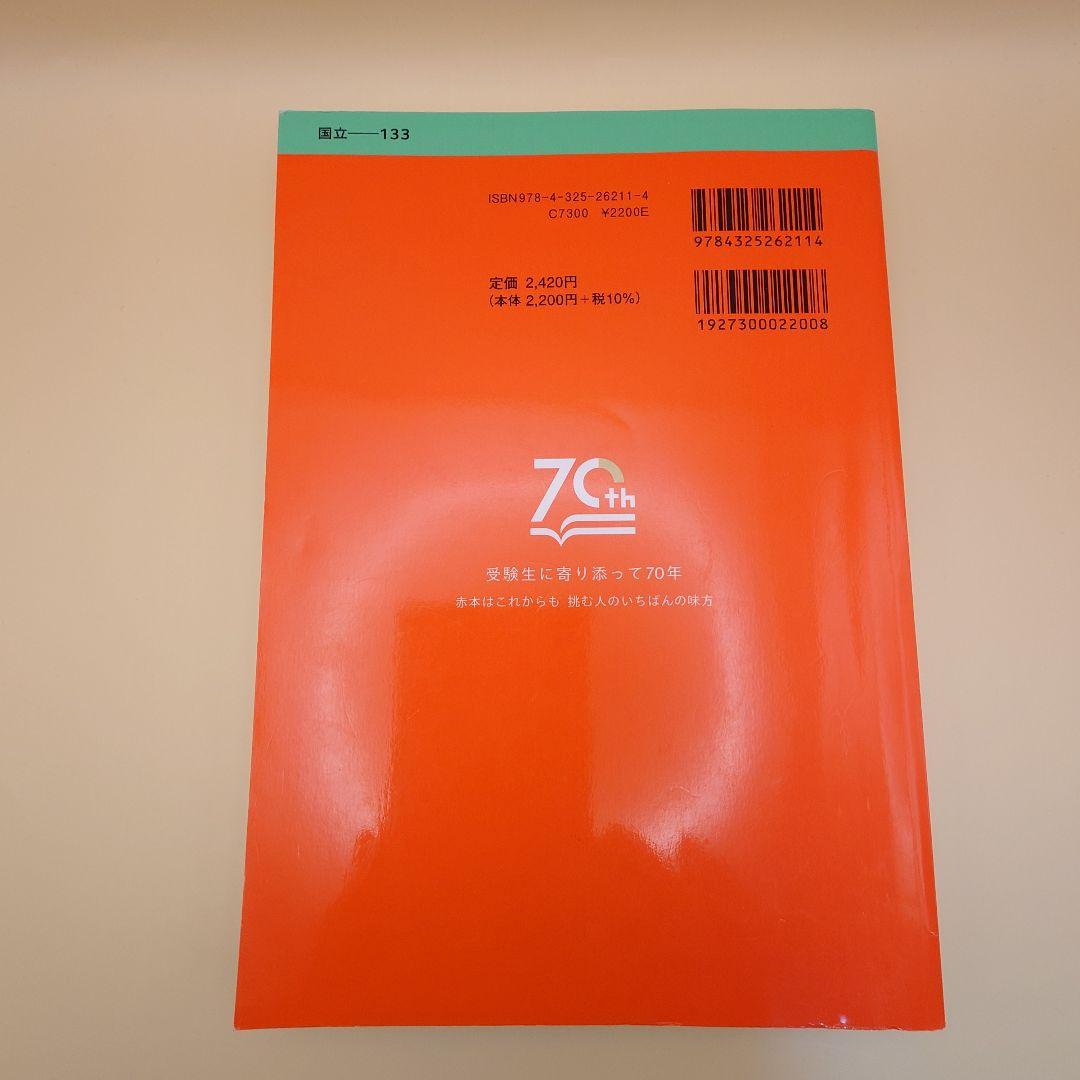 国立――133
ISBN978-4-325-26211-4
C7300 ¥2200E
9784325262114
定価 2,420円
(本体 2,200円+税10%)
1927300022008
70th
受験生に寄り添って70年
赤本はこれからも 挑む人のいちばんの味方